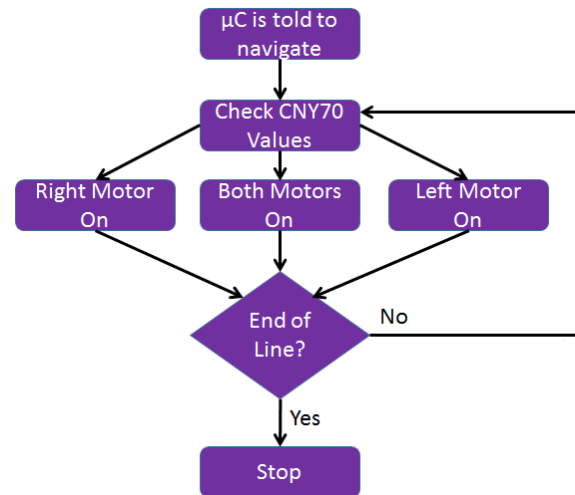 µC is told to
navigate
Check CNY70
Values
Right Motor
On
Both Motors
On
Left Motor
On
End of
Line?
No
Yes
Stop